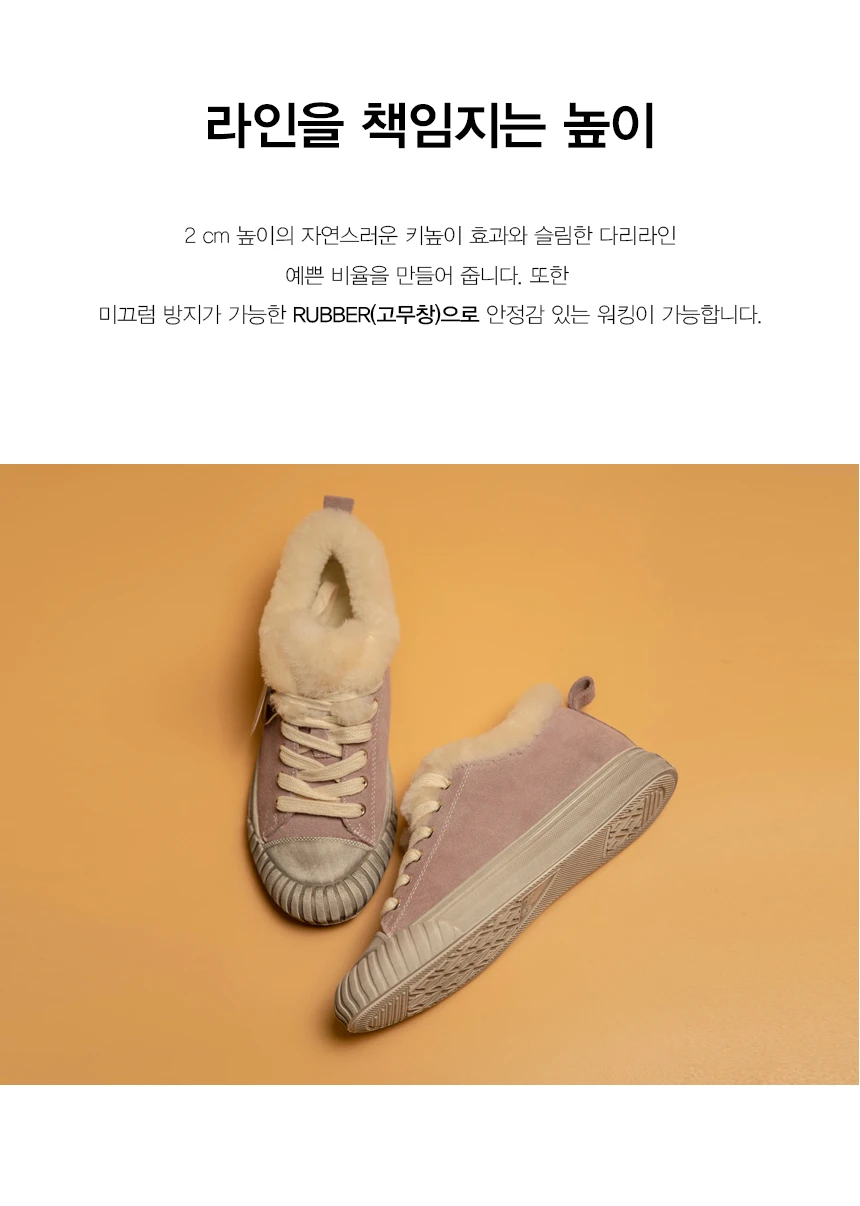 라인을 책임지는 높이
2 cm 높이의 자연스러운 키높이 효과와 슬림한 다리라인
예쁜 비율을 만들어 줍니다. 또한
미끄럼 방지가 가능한 RUBBER(고무창)으로 안정감 있는 워킹이 가능합니다.